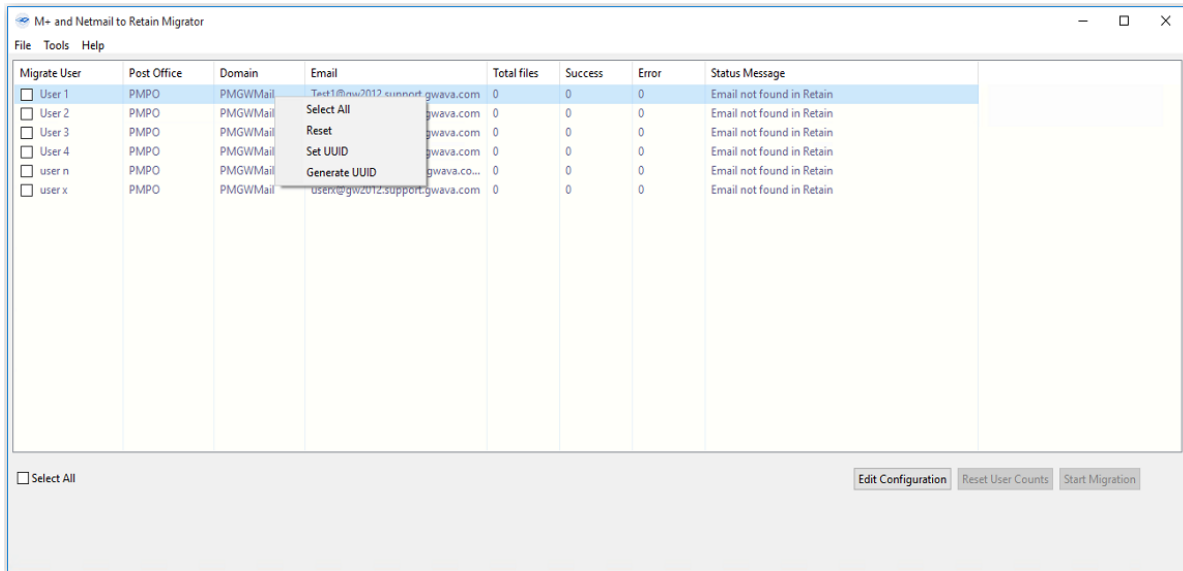 M+ and Netmail to Retain Migrator
File Tools Help
Migrate User Post Office Domain Email Total files Success Error Status Message
User 1 PMPO PMGWMail Test1@gw2012.support.gwava.com 0 0 0 Email not found in Retain
User 2 PMPO PMGWMail gwava.com 0 0 0 Email not found in Retain
User 3 PMPO PMGWMail gwava.com 0 0 0 Email not found in Retain
User 4 PMPO PMGWMail gwava.com 0 0 0 Email not found in Retain
user n PMPO PMGWMail gwava.co... 0 0 0 Email not found in Retain
user x PMPO PMGWMail userx@gw2012.support.gwava.com 0 0 0 Email not found in Retain
Select All
Reset
Set UUID
Generate UUID
Select All Edit Configuration Reset User Counts Start Migration